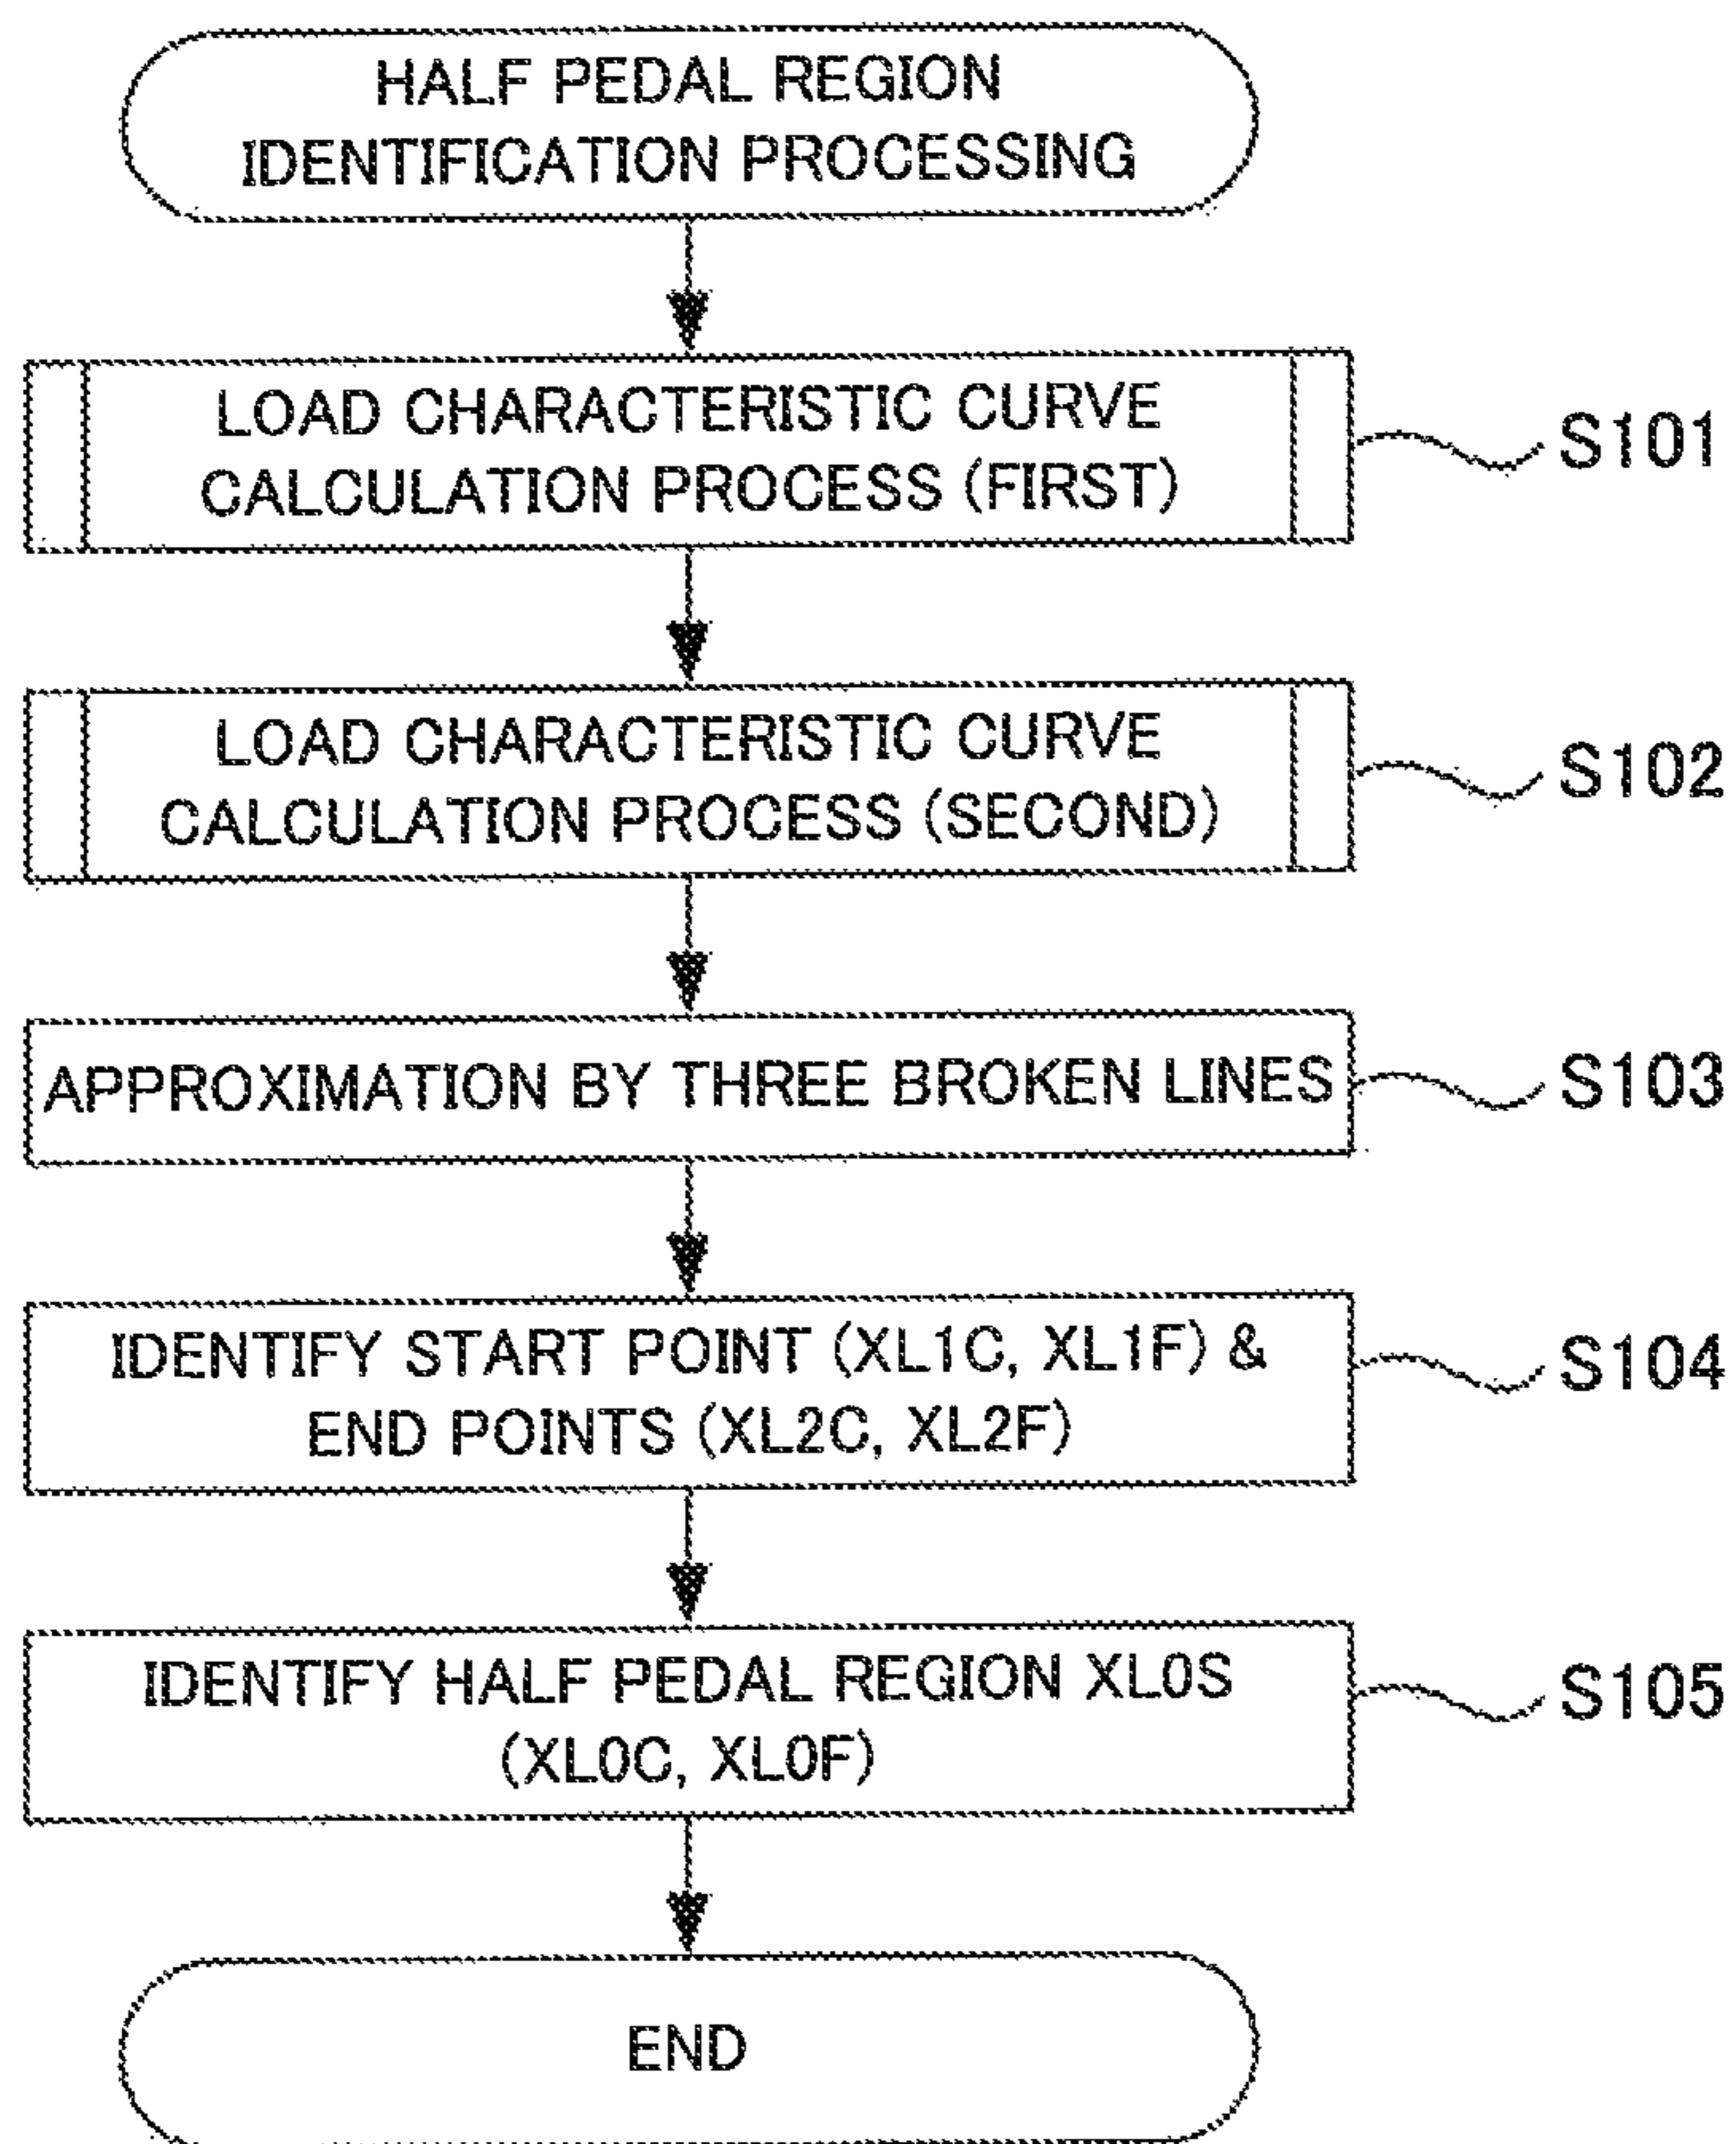 HALF PEDAL REGION
IDENTIFICATION PROCESSING
LOAD CHARACTERISTIC CURVE
CALCULATION PROCESS (FIRST)
S101
LOAD CHARACTERISTIC CURVE
CALCULATION PROCESS (SECOND)
S102
APPROXIMATION BY THREE BROKEN LINES
S103
IDENTIFY START POINT (XL1C, XL1F) &
END POINTS (XL2C, XL2F)
S104
IDENTIFY HALF PEDAL REGION XL0S
(XL0C, XL0F)
S105
END